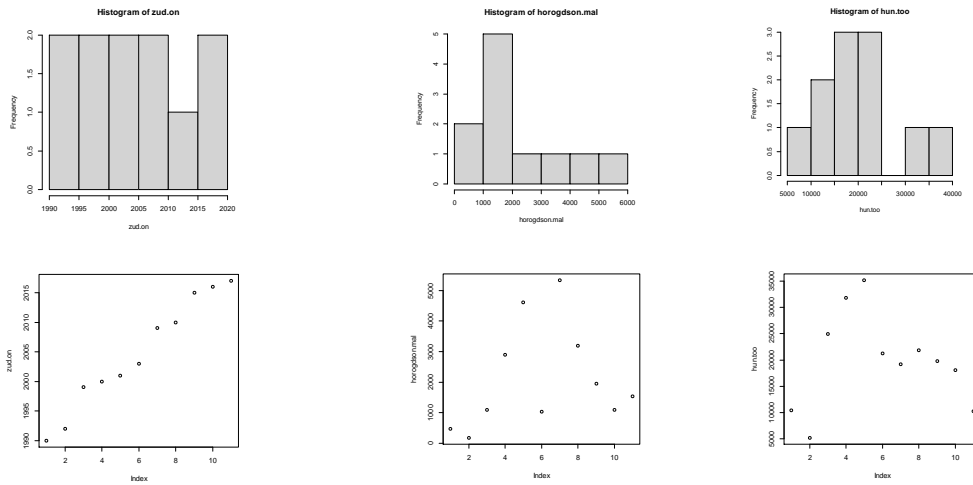 Histogram of zud.on
Frequency
0.0 0.5 1.0 1.5 2.0
1990 1995 2000 2005 2010 2015 2020
zud.on
Histogram of horogdson.mal
Frequency
0 1 2 3 4 5
0 1000 2000 3000 4000 5000 6000
horogdson.mal
Histogram of hun.too
Frequency
0.0 0.5 1.0 1.5 2.0 2.5 3.0
5000 10000 20000 30000 40000
hun.too
zud.on
1990 1995 2000 2005 2010 2015
2 4 6 8 10
Index
horogdson.mal
0 1000 2000 3000 4000 5000
2 4 6 8 10
Index
hun.too
5000 10000 15000 20000 25000 30000 35000
2 4 6 8 10
Index